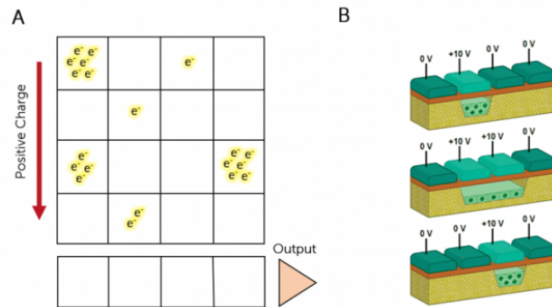 A
B
Positive Charge
e⁻ e⁻
e⁻ e⁻ e⁻
e⁻ e⁻
e⁻
e⁻
e⁻
e⁻ e⁻
e⁻
e⁻ e⁻
e⁻ e⁻ e⁻
e⁻ e⁻
e⁻
e⁻
Output
0 V +10 V 0 V 0 V
0 V +10 V +10 V 0 V
0 V 0 V +10 V 0 V